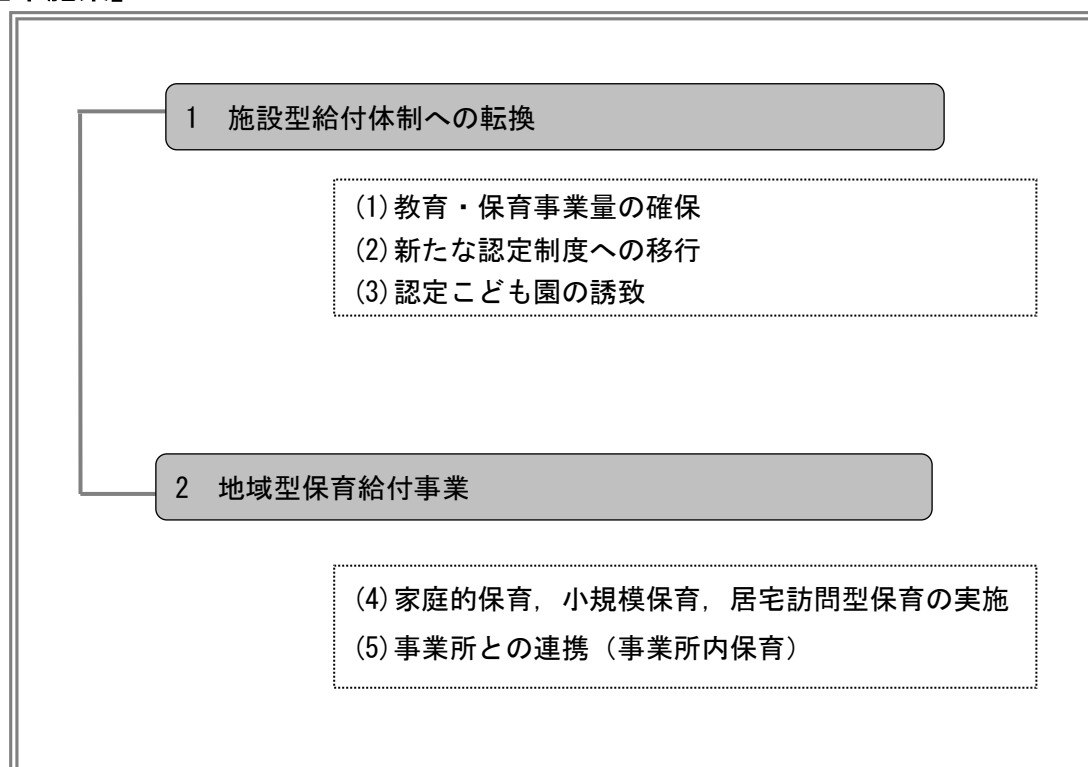 1 施設型給付体制への転換
(1)教育・保育事業量の確保
(2)新たな認定制度への移行
(3)認定こども園の誘致
2 地域型保育給付事業
(4)家庭的保育，小規模保育，居宅訪問型保育の実施
(5)事業所との連携（事業所内保育）